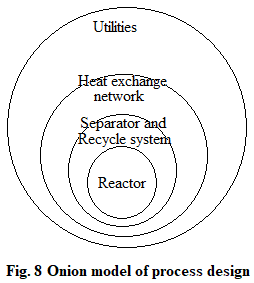 Utilities
Heat exchange
network
Separator and
Recycle system
Reactor
Fig. 8 Onion model of process design